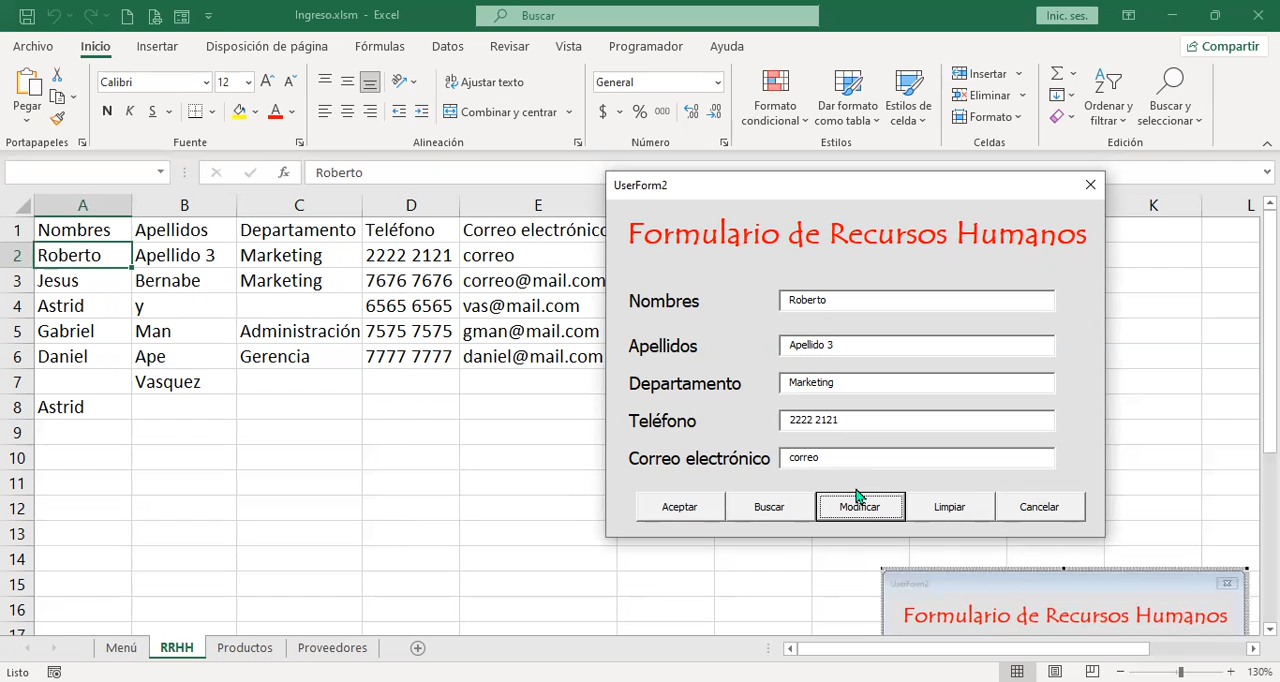 Ingreso.xlsm - Excel
Buscar
Inic. ses.
Archivo Inicio Insertar Disposición de página Fórmulas Datos Revisar Vista Programador Ayuda
Compartir
Pegar
Calibri 12
N K S
Ajustar texto
Combinar y centrar
General
$ % 000
Formato condicional
Dar formato como tabla
Estilos de celda
Insertar
Eliminar
Formato
Ordenar y filtrar
Buscar y seleccionar
Portapapeles Fuente Alineación Número Estilos Celdas Edición
fx Roberto
A B C D E K L
1 Nombres Apellidos Departamento Teléfono Correo electrónico
2 Roberto Apellido 3 Marketing 2222 2121 correo
3 Jesus Bernabe Marketing 7676 7676 correo@mail.com
4 Astrid y 6565 6565 vas@mail.com
5 Gabriel Man Administración 7575 7575 gman@mail.com
6 Daniel Ape Gerencia 7777 7777 daniel@mail.com
7 Vasquez
8 Astrid
9
10
11
12
13
14
15
16
17
UserForm2
Formulario de Recursos Humanos
Nombres Roberto
Apellidos Apellido 3
Departamento Marketing
Teléfono 2222 2121
Correo electrónico correo
Aceptar Buscar Modificar Limpiar Cancelar
UserForm2
Formulario de Recursos Humanos
Menú RRHH Productos Proveedores
Listo
130%